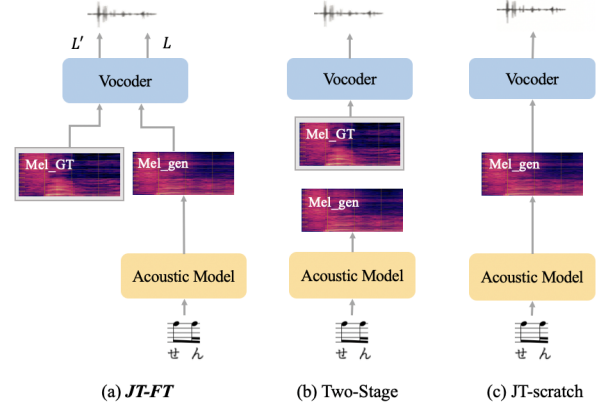 L′ L
Vocoder Vocoder Vocoder
Mel_GT Mel_gen
Mel_GT
Mel_gen
Mel_gen
Acoustic Model Acoustic Model Acoustic Model
せ ん せ ん せ ん
(a) JT-FT (b) Two-Stage (c) JT-scratch